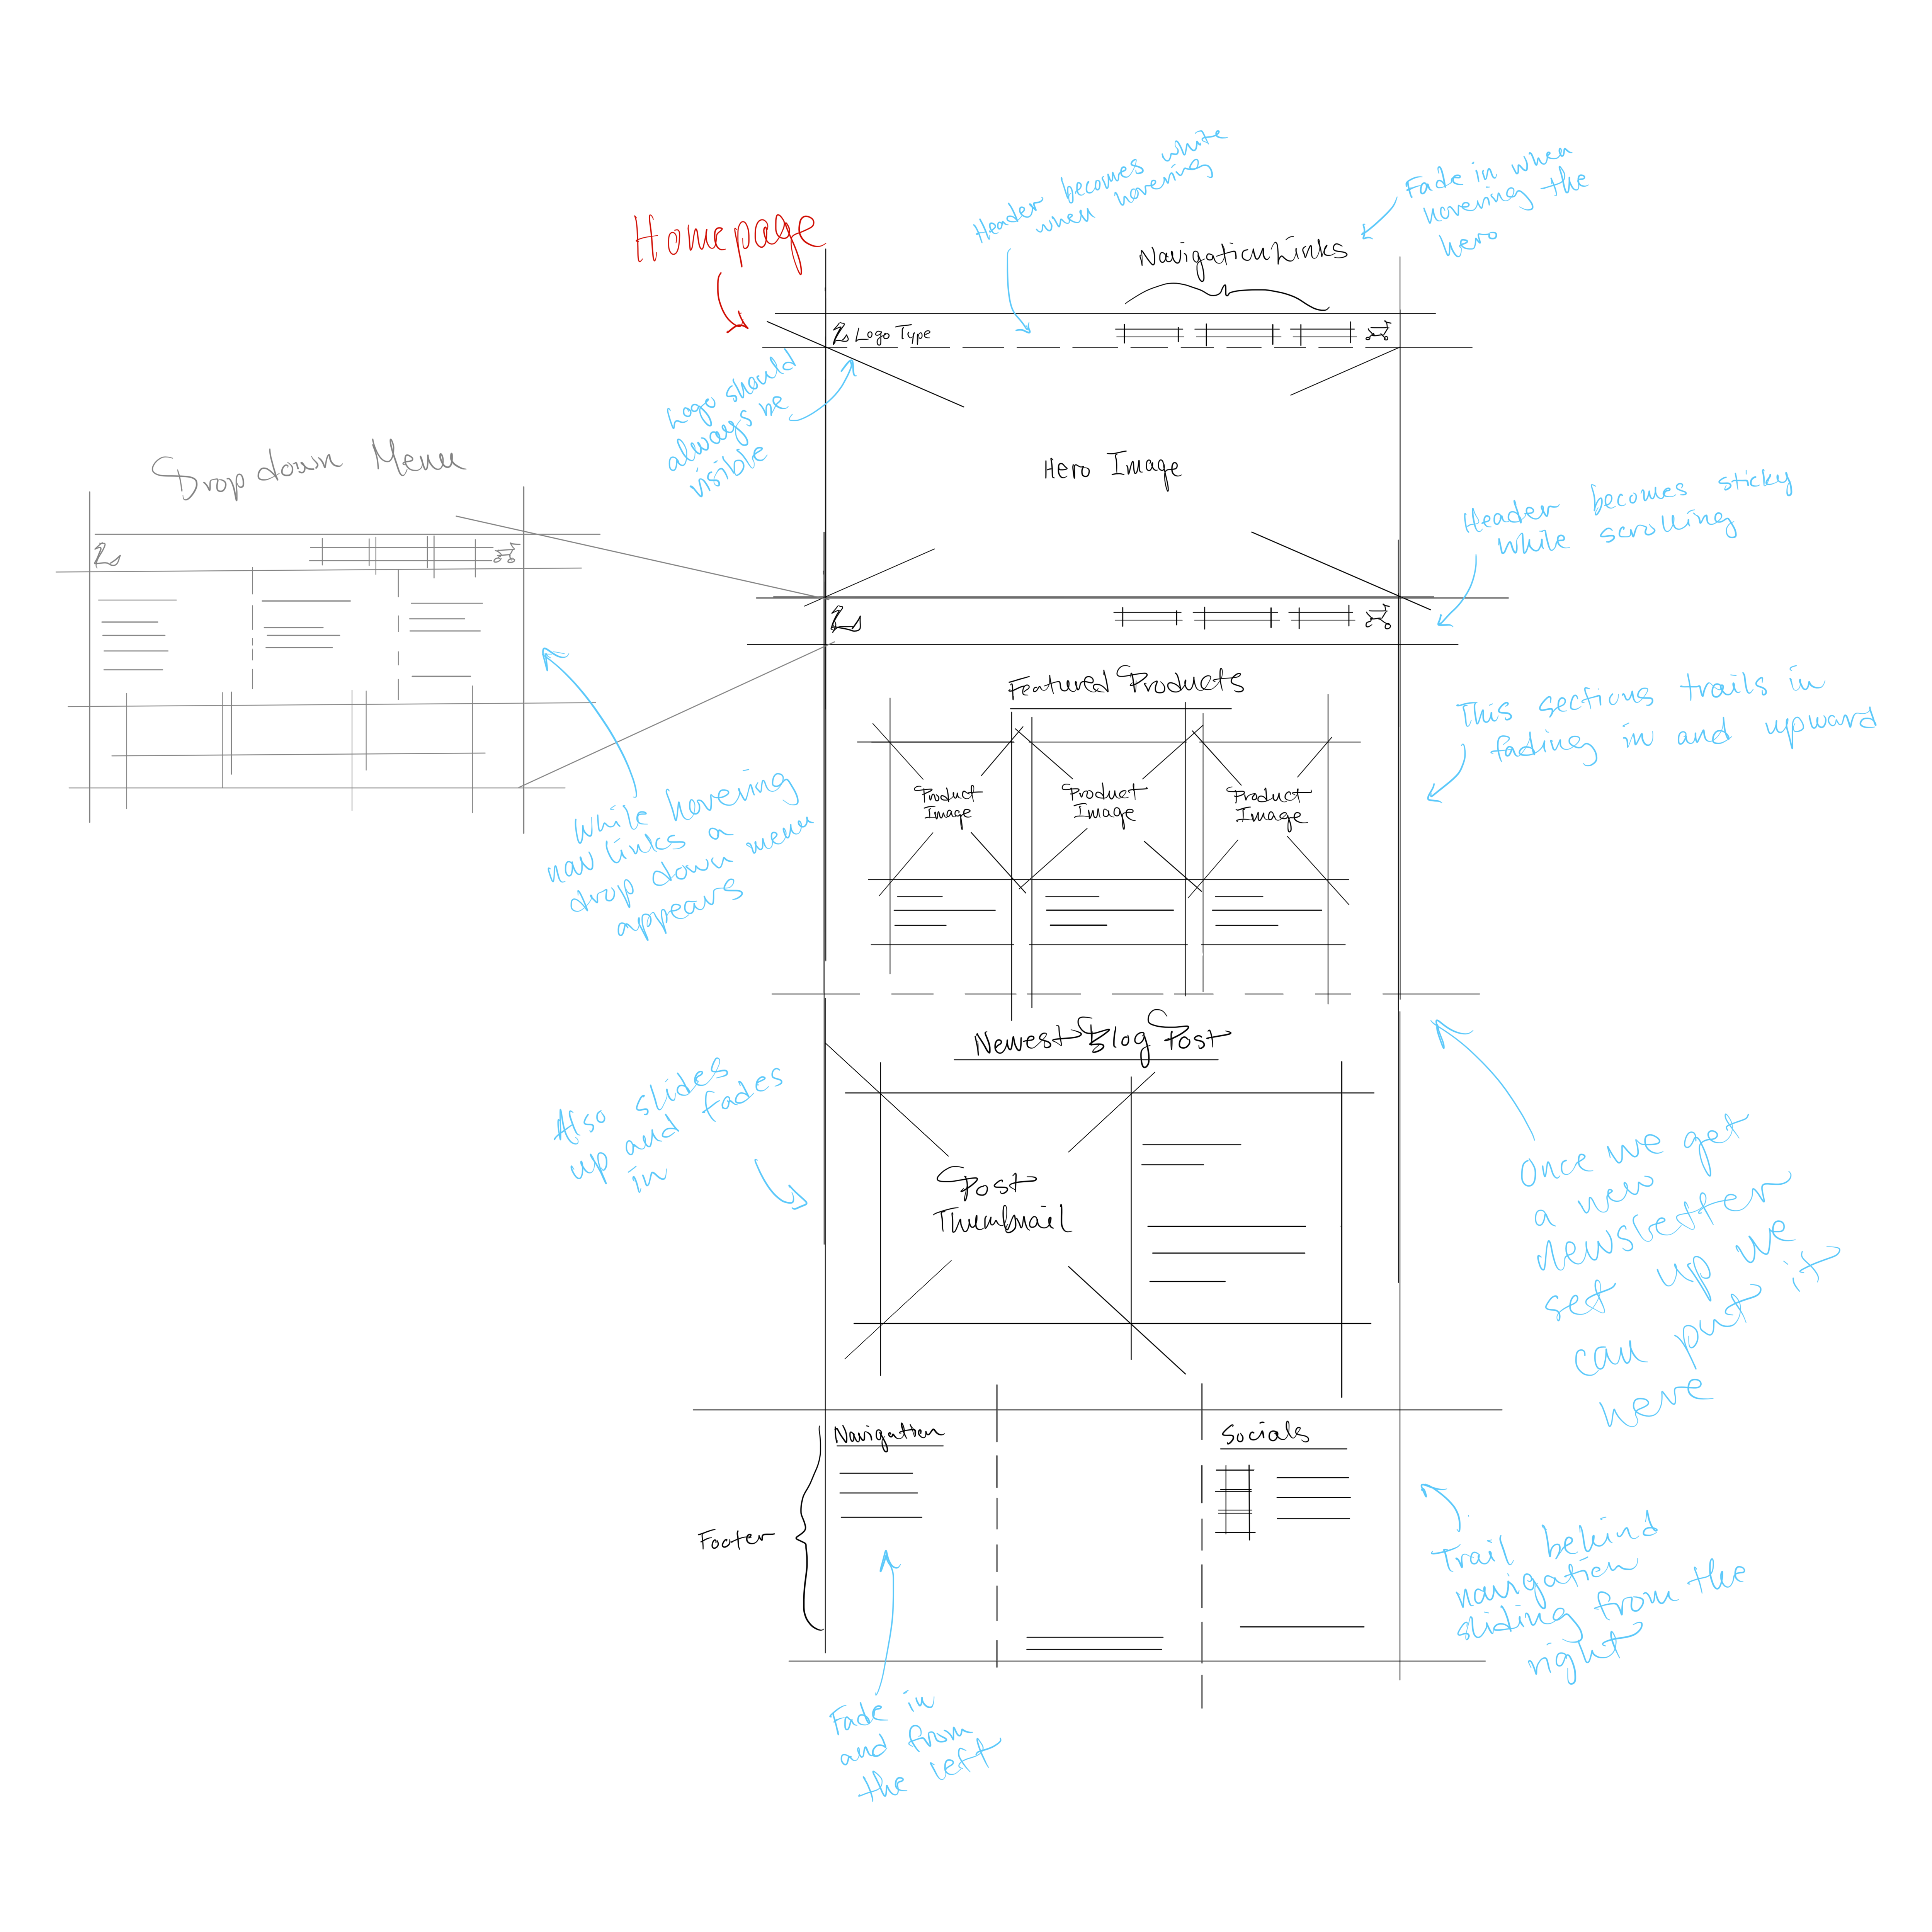 Homepage
Header becomes white
when hovering
Fade in when
hovering the
hero
Navigation Links
Logo Type
Logo should
always be
visible
Hero Image
Drop down Menu
Header becomes sticky
while scrolling
Featured Products
This sections trails in
fading in and upward
Product
Image
Product
Image
Product
Image
While hovering
nav links a
drop down menu
appears
Newest Blog Post
Also slides
up and fades
in
Post
Thumbnail
Once we get
a new
newsletter
set up we
can put it
here
Navigation
Socials
Footer
Trail behind
navigation
sliding from the
right
Fade in
and from
the left